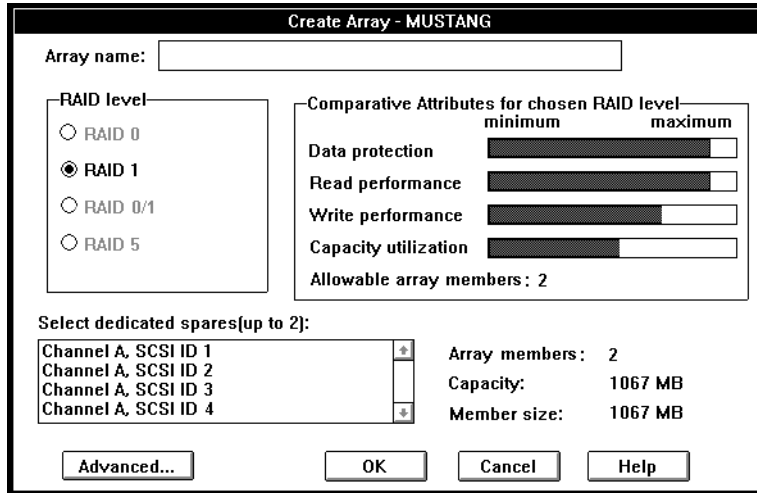 Create Array - MUSTANG
Array name:
RAID level
RAID 0
RAID 1
RAID 0/1
RAID 5
Comparative Attributes for chosen RAID level
minimum maximum
Data protection
Read performance
Write performance
Capacity utilization
Allowable array members: 2
Select dedicated spares(up to 2):
Channel A, SCSI ID 1
Channel A, SCSI ID 2
Channel A, SCSI ID 3
Channel A, SCSI ID 4
Array members: 2
Capacity: 1067 MB
Member size: 1067 MB
Advanced... OK Cancel Help